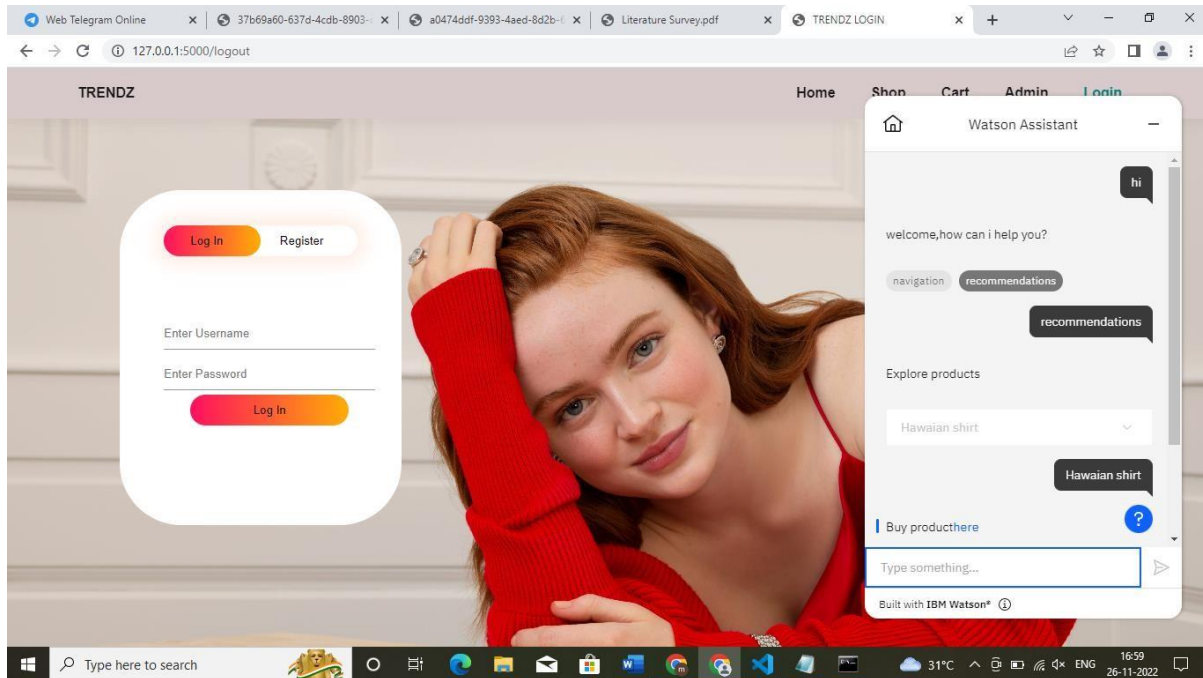 Web Telegram Online
37b69a60-637d-4cdb-8903-
a0474ddf-9393-4aed-8d2b-
Literature Survey.pdf
TRENDZ LOGIN
127.0.0.1:5000/logout
TRENDZ
Home Shop Cart Admin Login
Watson Assistant
hi
welcome,how can i help you?
navigation recommendations
recommendations
Explore products
Hawaian shirt
Hawaian shirt
Buy producthere
?
Type something...
Built with IBM Watson®
Log In Register
Enter Username
Enter Password
Log In
Type here to search
31°C
ENG
16:59
26-11-2022